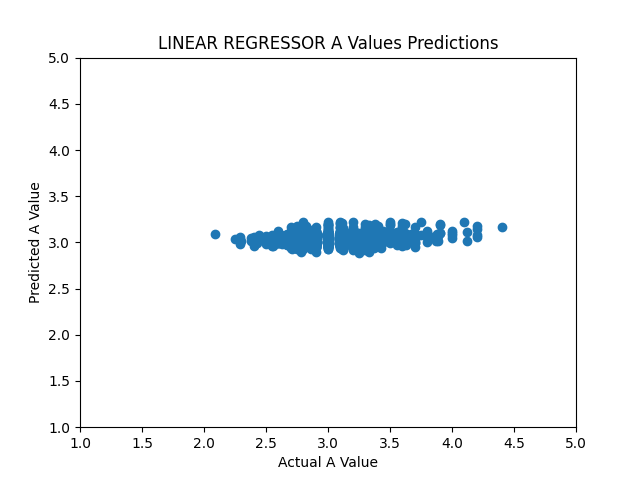 LINEAR REGRESSOR A Values Predictions
5.0
4.5
4.0
3.5
3.0
2.5
2.0
1.5
1.0
Predicted A Value
1.0 1.5 2.0 2.5 3.0 3.5 4.0 4.5 5.0
Actual A Value